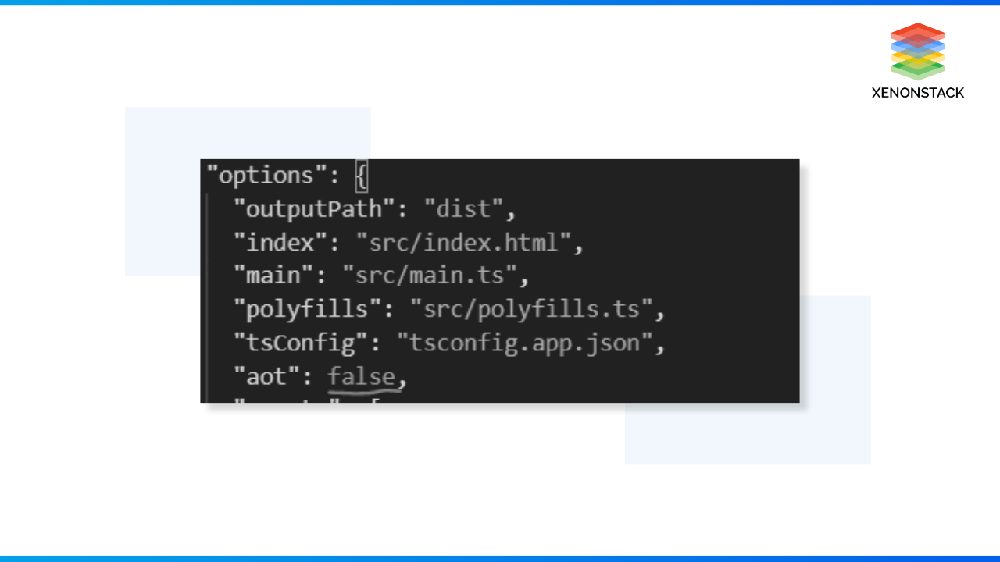 XENONSTACK
"options": {
"outputPath": "dist",
"index": "src/index.html",
"main": "src/main.ts",
"polyfills": "src/polyfills.ts",
"tsConfig": "tsconfig.app.json",
"aot": false,